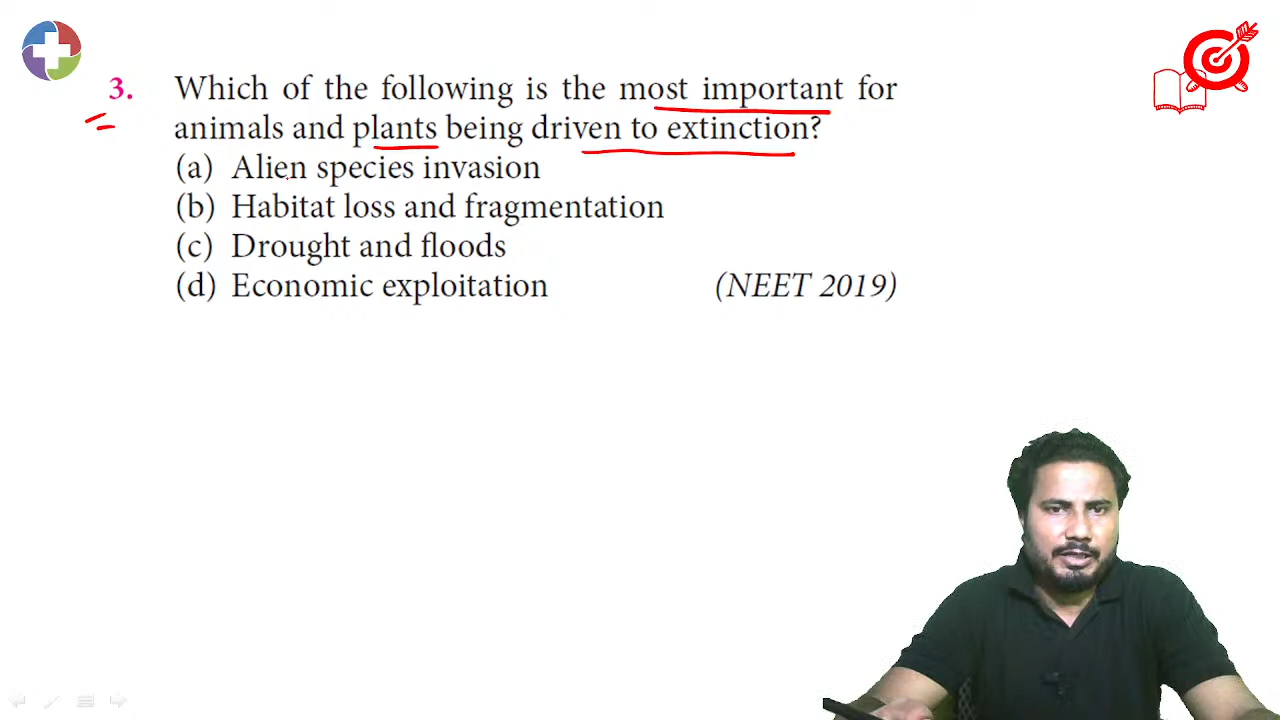 3. Which of the following is the most important for
animals and plants being driven to extinction?
(a) Alien species invasion
(b) Habitat loss and fragmentation
(c) Drought and floods
(d) Economic exploitation (NEET 2019)